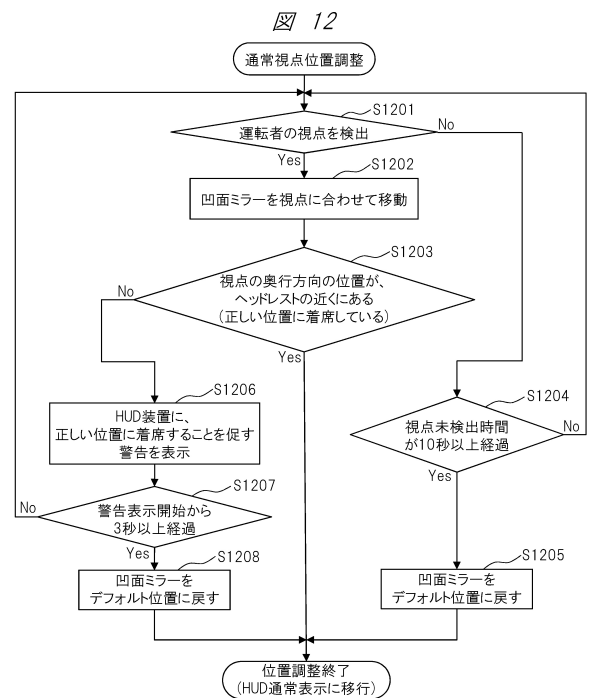 図 12
通常視点位置調整
S1201
運転者の視点を検出
No
Yes
S1202
凹面ミラーを視点に合わせて移動
S1203
視点の奥行方向の位置が、
ヘッドレストの近くにある
(正しい位置に着席している)
No
Yes
S1206
HUD装置に、
正しい位置に着席することを促す
警告を表示
S1204
視点未検出時間
が10秒以上経過
No
Yes
S1207
警告表示開始から
3秒以上経過
No
Yes
S1208
凹面ミラーを
デフォルト位置に戻す
S1205
凹面ミラーを
デフォルト位置に戻す
位置調整終了
(HUD通常表示に移行)